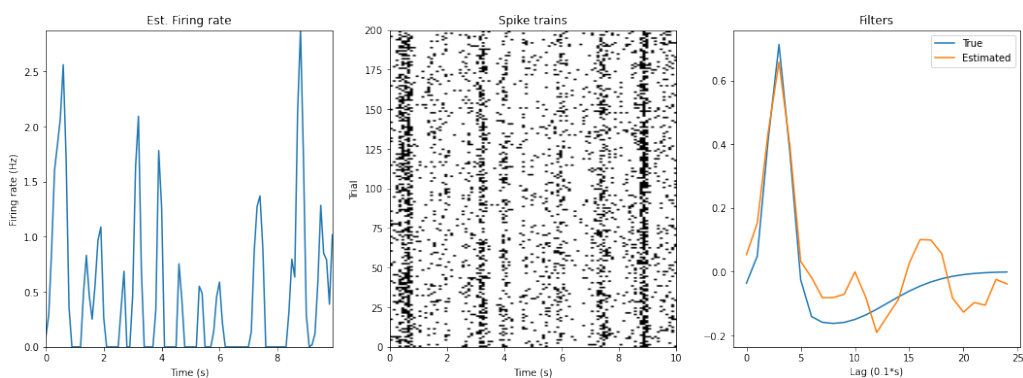 Est. Firing rate
Firing rate (Hz)
2.5
2.0
1.5
1.0
0.5
0.0
0 2 4 6 8
Time (s)
Spike trains
Trial
200
175
150
125
100
75
50
25
0
0 2 4 6 8 10
Time (s)
Filters
True
Estimated
0.6
0.4
0.2
0.0
−0.2
0 5 10 15 20 25
Lag (0.1*s)